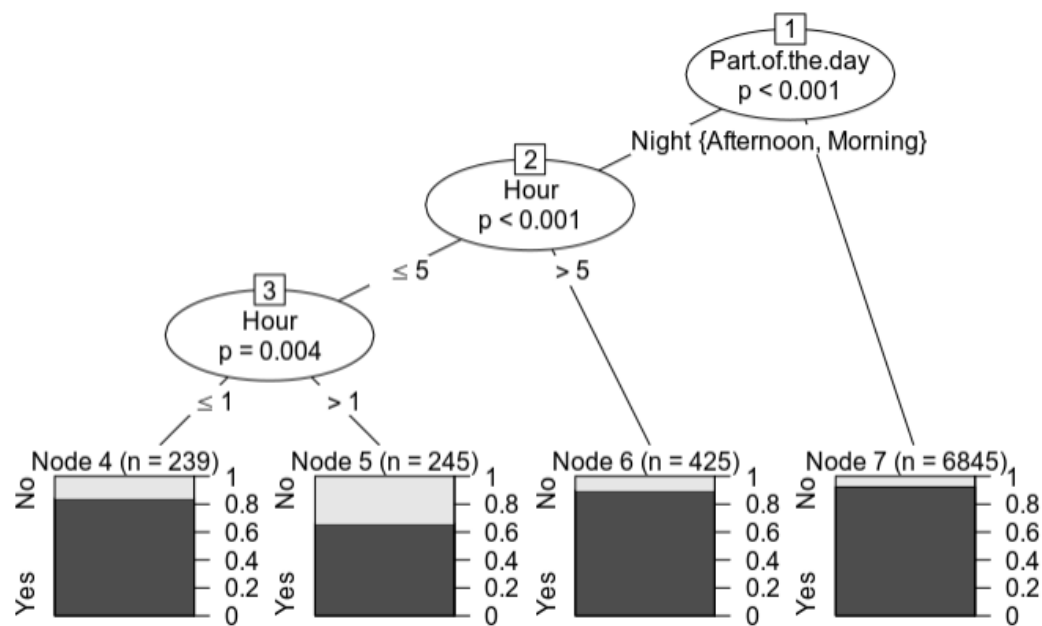 1
Part.of.the.day
p < 0.001
Night {Afternoon, Morning}
2
Hour
p < 0.001
≤ 5
> 5
3
Hour
p = 0.004
≤ 1
> 1
Node 4 (n = 239)
No
Yes
1
0.8
0.6
0.4
0.2
0
Node 5 (n = 245)
No
Yes
1
0.8
0.6
0.4
0.2
0
Node 6 (n = 425)
No
Yes
1
0.8
0.6
0.4
0.2
0
Node 7 (n = 6845)
No
Yes
1
0.8
0.6
0.4
0.2
0